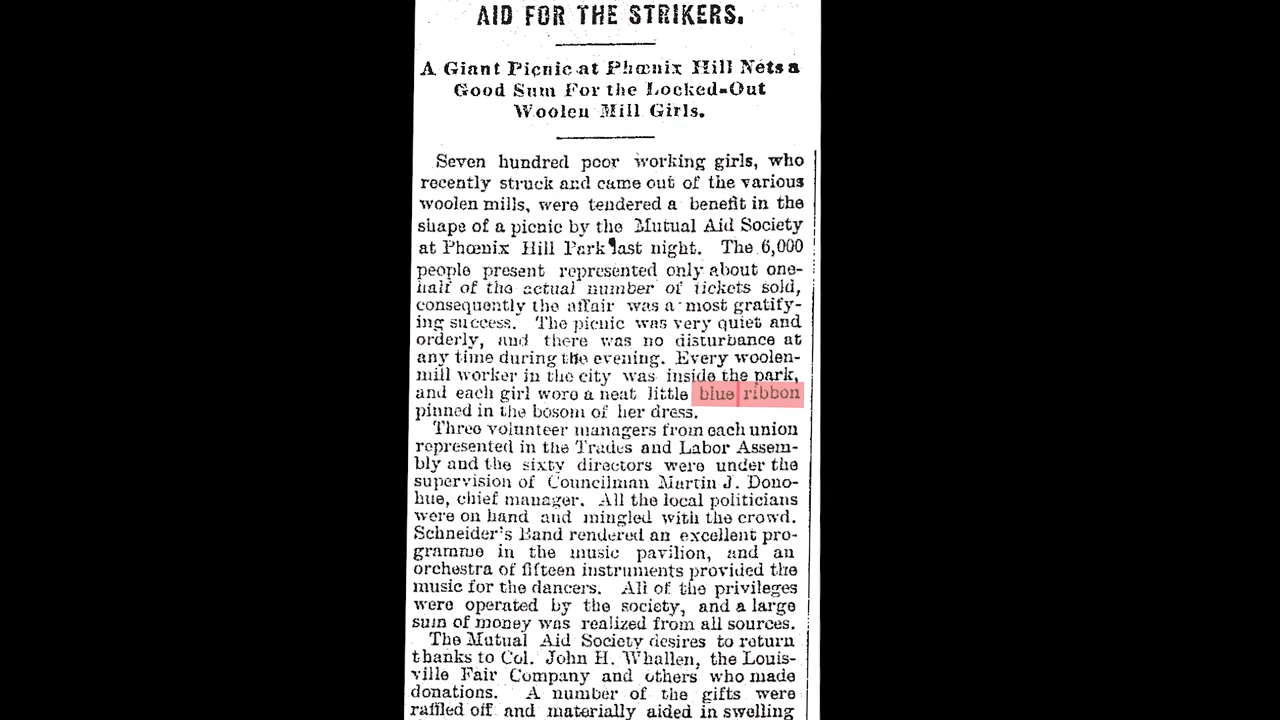 AID FOR THE STRIKERS.
A Giant Picnic at Phœnix Hill Nets a
Good Sum For the Locked-Out
Woolen Mill Girls.
Seven hundred poor working girls, who
recently struck and came out of the various
woolen mills, were tendered a benefit in the
shape of a picnic by the Mutual Aid Society
at Phœnix Hill Park last night. The 6,000
people present represented only about one-
half of the actual number of tickets sold,
consequently the affair was a most gratify-
ing success. The picnic was very quiet and
orderly, and there was no disturbance at
any time during the evening. Every woolen-
mill worker in the city was inside the park,
and each girl wore a neat little blue ribbon
pinned in the bosom of her dress.
Three volunteer managers from each union
represented in the Trades and Labor Assem-
bly and the sixty directors were under the
supervision of Councilman Martin J. Dono-
hue, chief manager. All the local politicians
were on hand and mingled with the crowd.
Schneider's Band rendered an excellent pro-
gramme in the music pavilion, and an
orchestra of fifteen instruments provided the
music for the dancers. All of the privileges
were operated by the society, and a large
sum of money was realized from all sources.
The Mutual Aid Society desires to return
thanks to Col. John H. Whallen, the Louis-
ville Fair Company and others who made
donations. A number of the gifts were
raffled off and materially aided in swelling